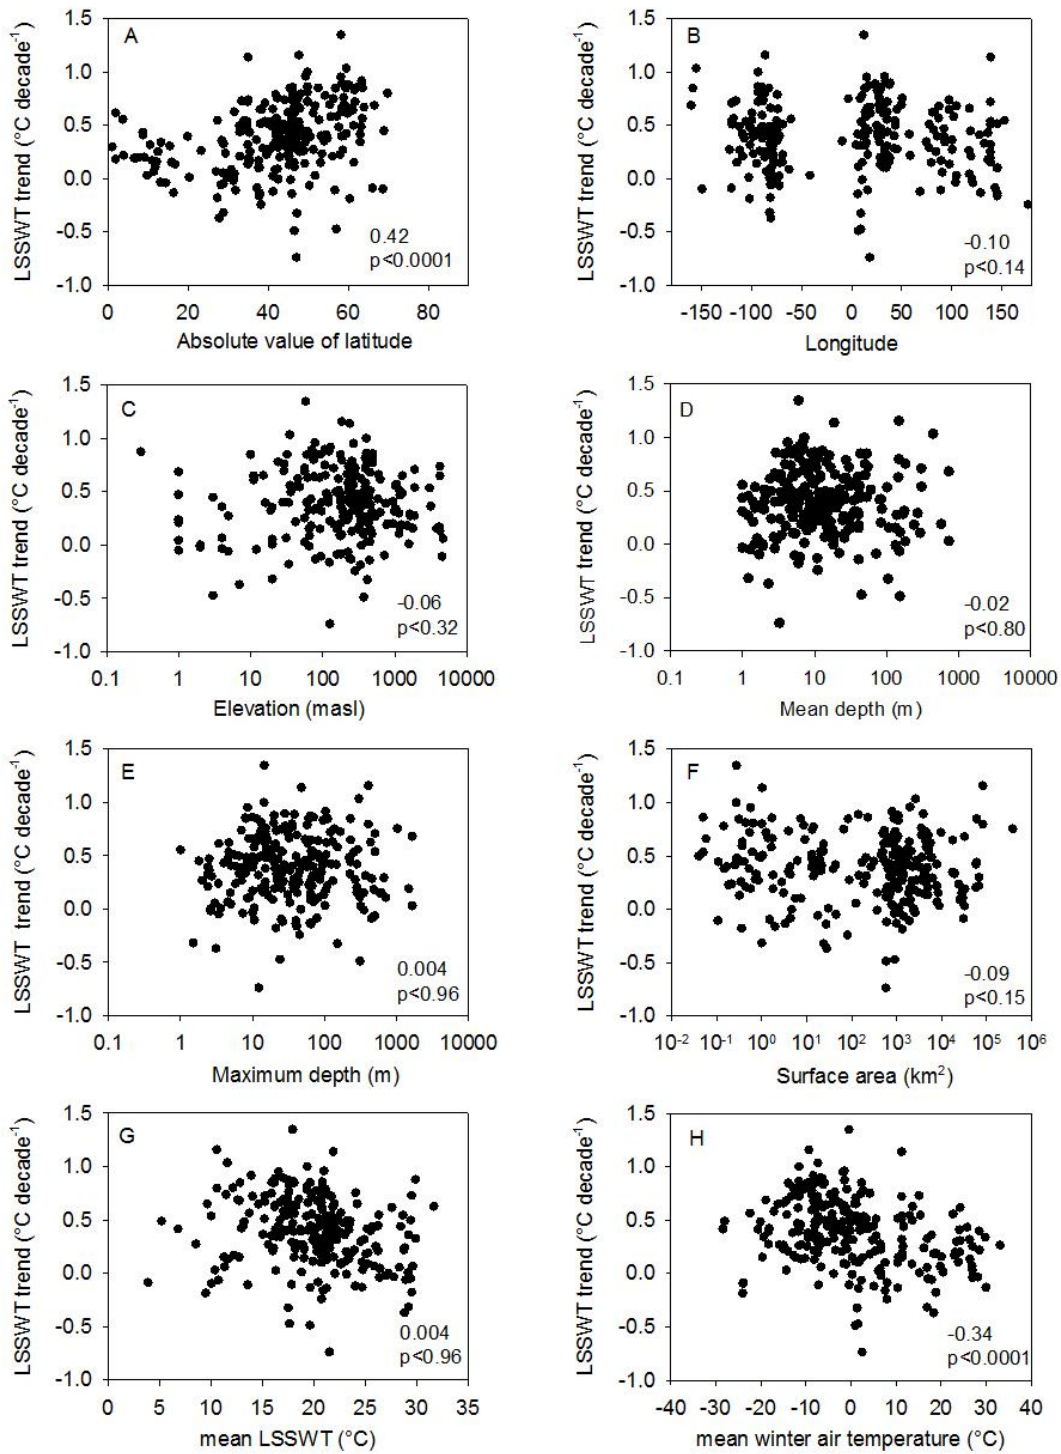 A
LSSWT trend (°C decade⁻¹)
1.5
1.0
0.5
0.0
-0.5
-1.0
0.42
p<0.0001
0 20 40 60 80
Absolute value of latitude
B
LSSWT trend (°C decade⁻¹)
1.5
1.0
0.5
0.0
-0.5
-1.0
-0.10
p<0.14
-150 -100 -50 0 50 100 150
Longitude
C
LSSWT trend (°C decade⁻¹)
1.5
1.0
0.5
0.0
-0.5
-1.0
-0.06
p<0.32
0.1 1 10 100 1000 10000
Elevation (masl)
D
LSSWT trend (°C decade⁻¹)
1.5
1.0
0.5
0.0
-0.5
-1.0
-0.02
p<0.80
0.1 1 10 100 1000 10000
Mean depth (m)
E
LSSWT trend (°C decade⁻¹)
1.5
1.0
0.5
0.0
-0.5
-1.0
0.004
p<0.96
0.1 1 10 100 1000 10000
Maximum depth (m)
F
LSSWT trend (°C decade⁻¹)
1.5
1.0
0.5
0.0
-0.5
-1.0
-0.09
p<0.15
10⁻² 10⁻¹ 10⁰ 10¹ 10² 10³ 10⁴ 10⁵ 10⁶
Surface area (km²)
G
LSSWT trend (°C decade⁻¹)
1.5
1.0
0.5
0.0
-0.5
-1.0
0.004
p<0.96
0 5 10 15 20 25 30 35
mean LSSWT (°C)
H
LSSWT trend (°C decade⁻¹)
1.5
1.0
0.5
0.0
-0.5
-1.0
-0.34
p<0.0001
-40 -30 -20 -10 0 10 20 30 40
mean winter air temperature (°C)